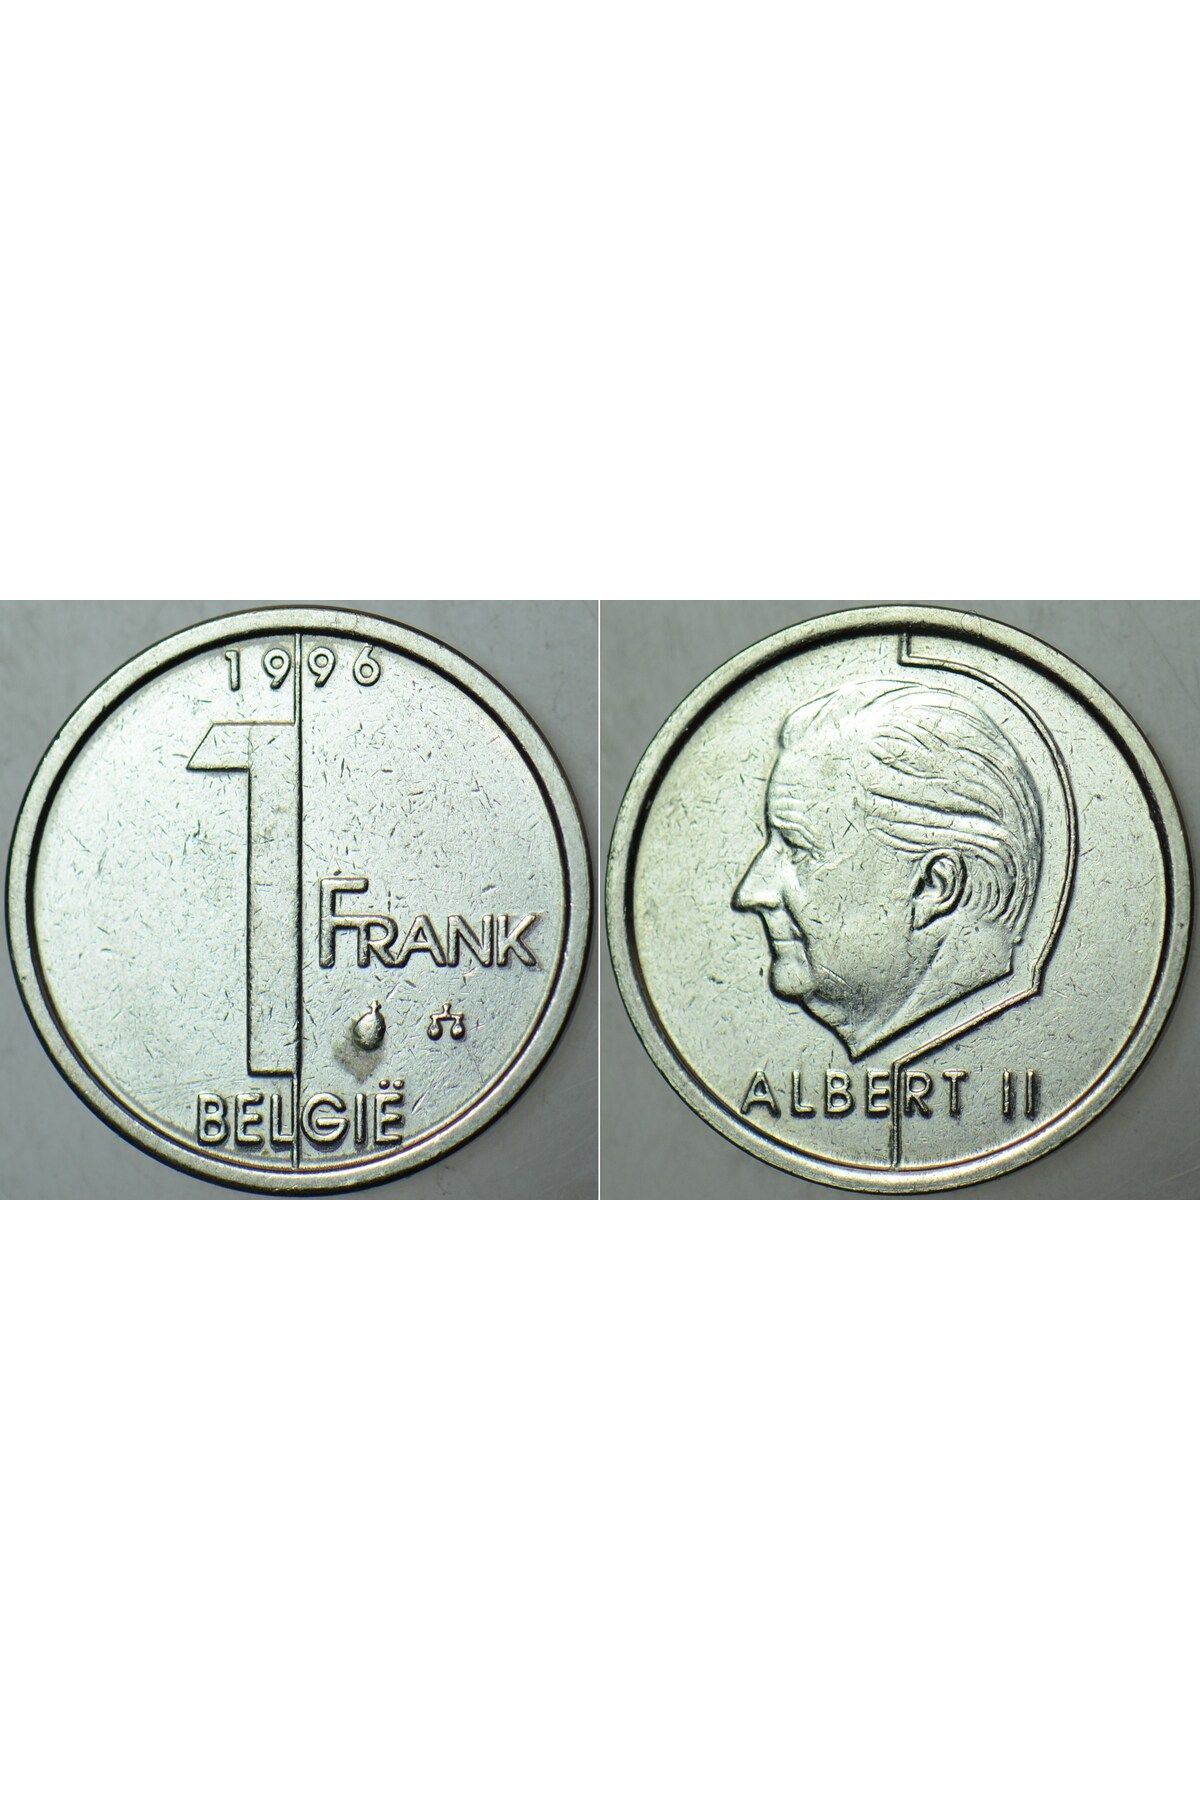 1996
1
FRANK
BELGIË
ALBERT II